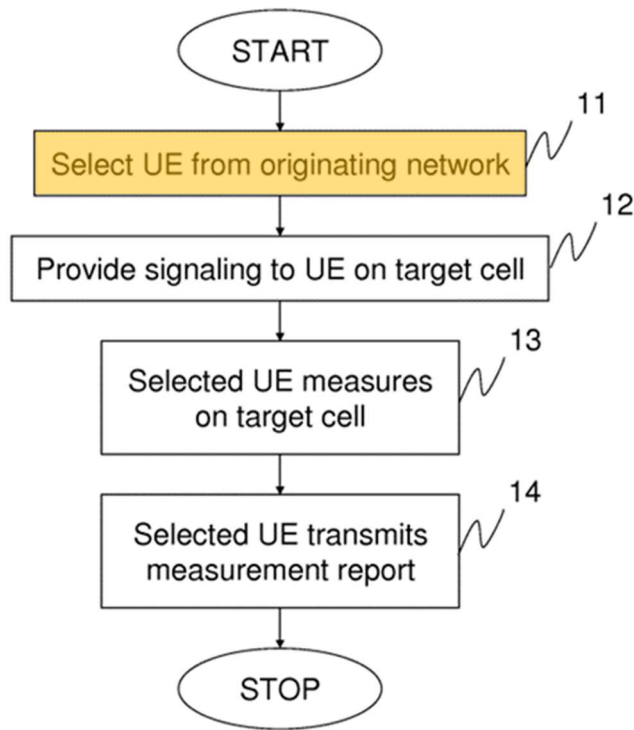 START
11
Select UE from originating network
12
Provide signaling to UE on target cell
13
Selected UE measures
on target cell
14
Selected UE transmits
measurement report
STOP